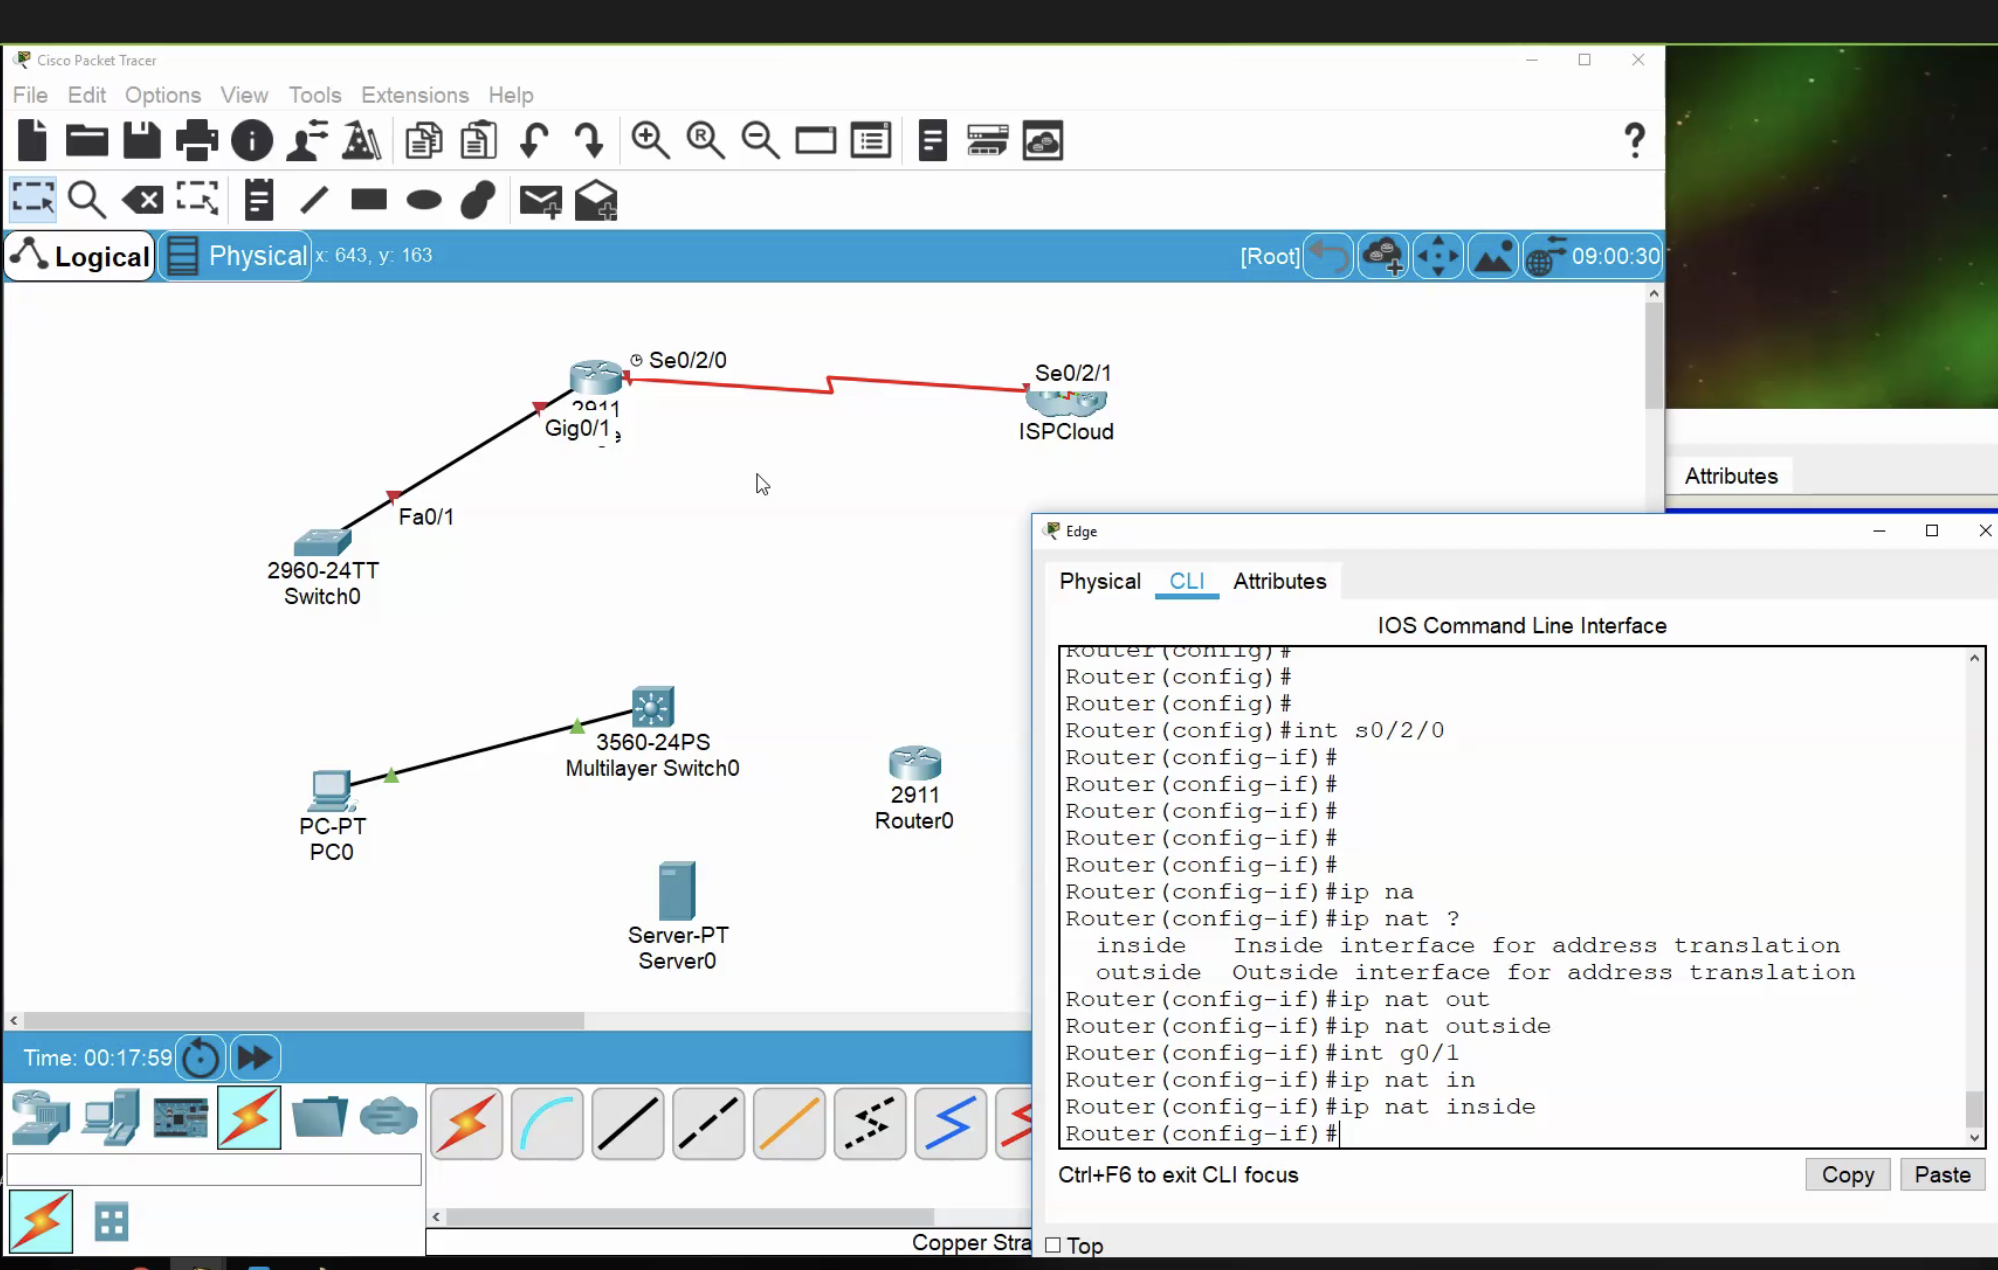 Cisco Packet Tracer
File Edit Options View Tools Extensions Help
R
?
Logical Physical x: 643, y: 163 [Root] 09:00:30
Se0/2/0
2911
Gig0/1
Fa0/1
2960-24TT
Switch0
Se0/2/1
ISPCloud
3560-24PS
Multilayer Switch0
PC-PT
PC0
2911
Router0
Server-PT
Server0
Attributes
Edge
Physical CLI Attributes
IOS Command Line Interface
Router(config)#
Router(config)#
Router(config)#
Router(config)#int s0/2/0
Router(config-if)#
Router(config-if)#
Router(config-if)#
Router(config-if)#
Router(config-if)#
Router(config-if)#ip na
Router(config-if)#ip nat ?
inside Inside interface for address translation
outside Outside interface for address translation
Router(config-if)#ip nat out
Router(config-if)#ip nat outside
Router(config-if)#int g0/1
Router(config-if)#ip nat in
Router(config-if)#ip nat inside
Router(config-if)#
Ctrl+F6 to exit CLI focus
Copy Paste
Top
Time: 00:17:59
Copper Stra